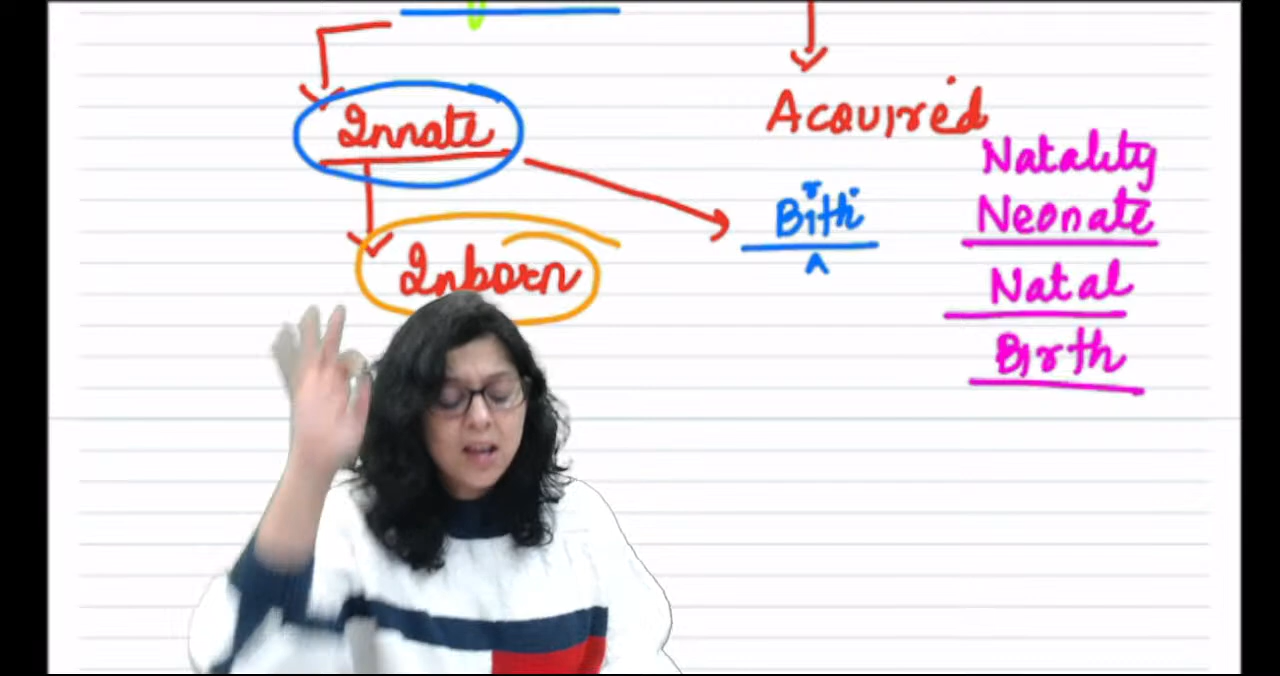 Innate
Acquired
Natality
Birth
Neonate
Inborn
Natal
Birth